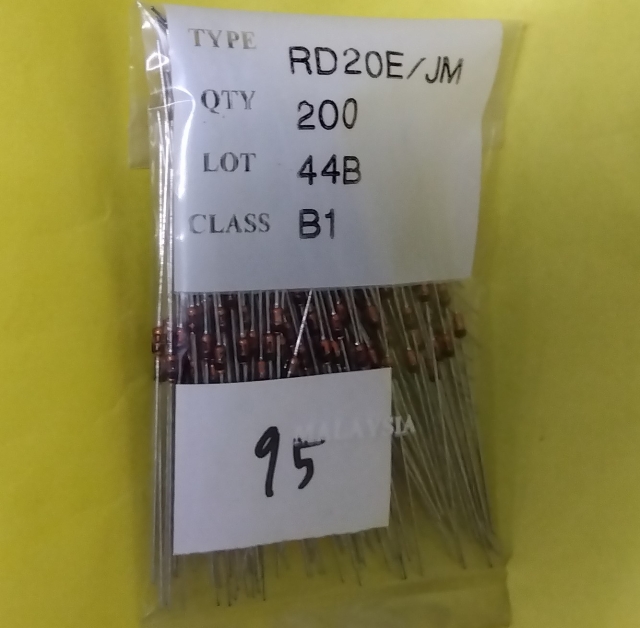 TYPE RD20E/JM
QTY 200
LOT 44B
CLASS B1
MALAYSIA
95